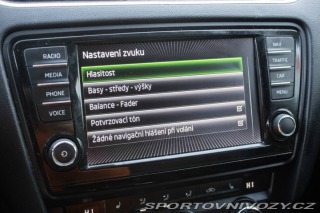 Nastavení zvuku
Hlasitost
Basy - středy - výšky
Balance - Fader
Potvrzovací tón
Žádné navigační hlášení při volání
RADIO
MEDIA
PHONE
VOICE
NAV
TRAFFIC
CAR
MENU
SPORTOVNIVOZY.CZ